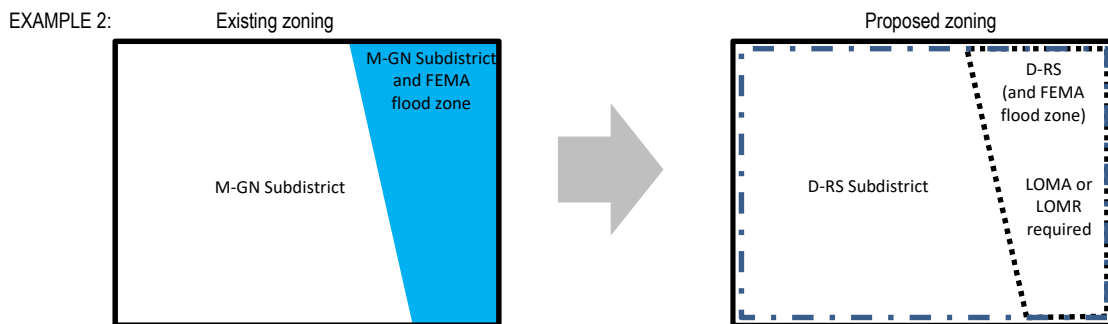 EXAMPLE 2:
Existing zoning
Proposed zoning
M-GN Subdistrict
and FEMA
flood zone
M-GN Subdistrict
D-RS
(and FEMA
flood zone)
D-RS Subdistrict
LOMA or
LOMR
required